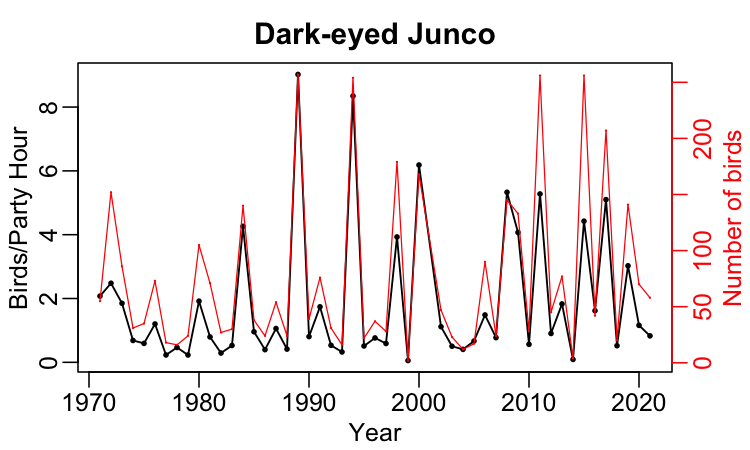 Dark-eyed Junco
Birds/Party Hour
0 2 4 6 8
1970 1980 1990 2000 2010 2020
Year
0 50 100 200
Number of birds